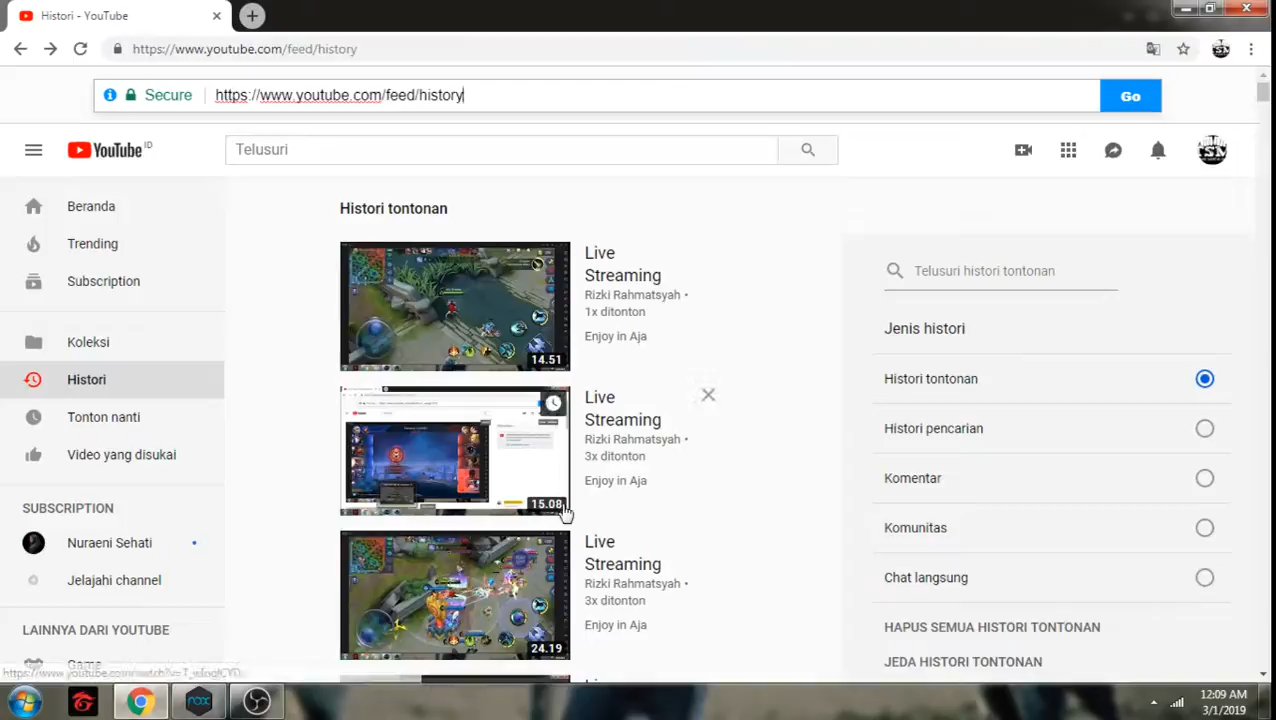 Histori - YouTube
https://www.youtube.com/feed/history
Secure https://www.youtube.com/feed/history Go
YouTube ID
Telusuri
Beranda
Trending
Subscription
Koleksi
Histori
Tonton nanti
Video yang disukai
SUBSCRIPTION
Nuraeni Sehati
Jelajahi channel
LAINNYA DARI YOUTUBE
Game
Histori tontonan
14.51
Live
Streaming
Rizki Rahmatsyah •
1x ditonton
Enjoy in Aja
15.08
Live
Streaming
Rizki Rahmatsyah •
3x ditonton
Enjoy in Aja
24.19
Live
Streaming
Rizki Rahmatsyah •
3x ditonton
Enjoy in Aja
Telusuri histori tontonan
Jenis histori
Histori tontonan
Histori pencarian
Komentar
Komunitas
Chat langsung
HAPUS SEMUA HISTORI TONTONAN
JEDA HISTORI TONTONAN
nox
12:09 AM
3/1/2019